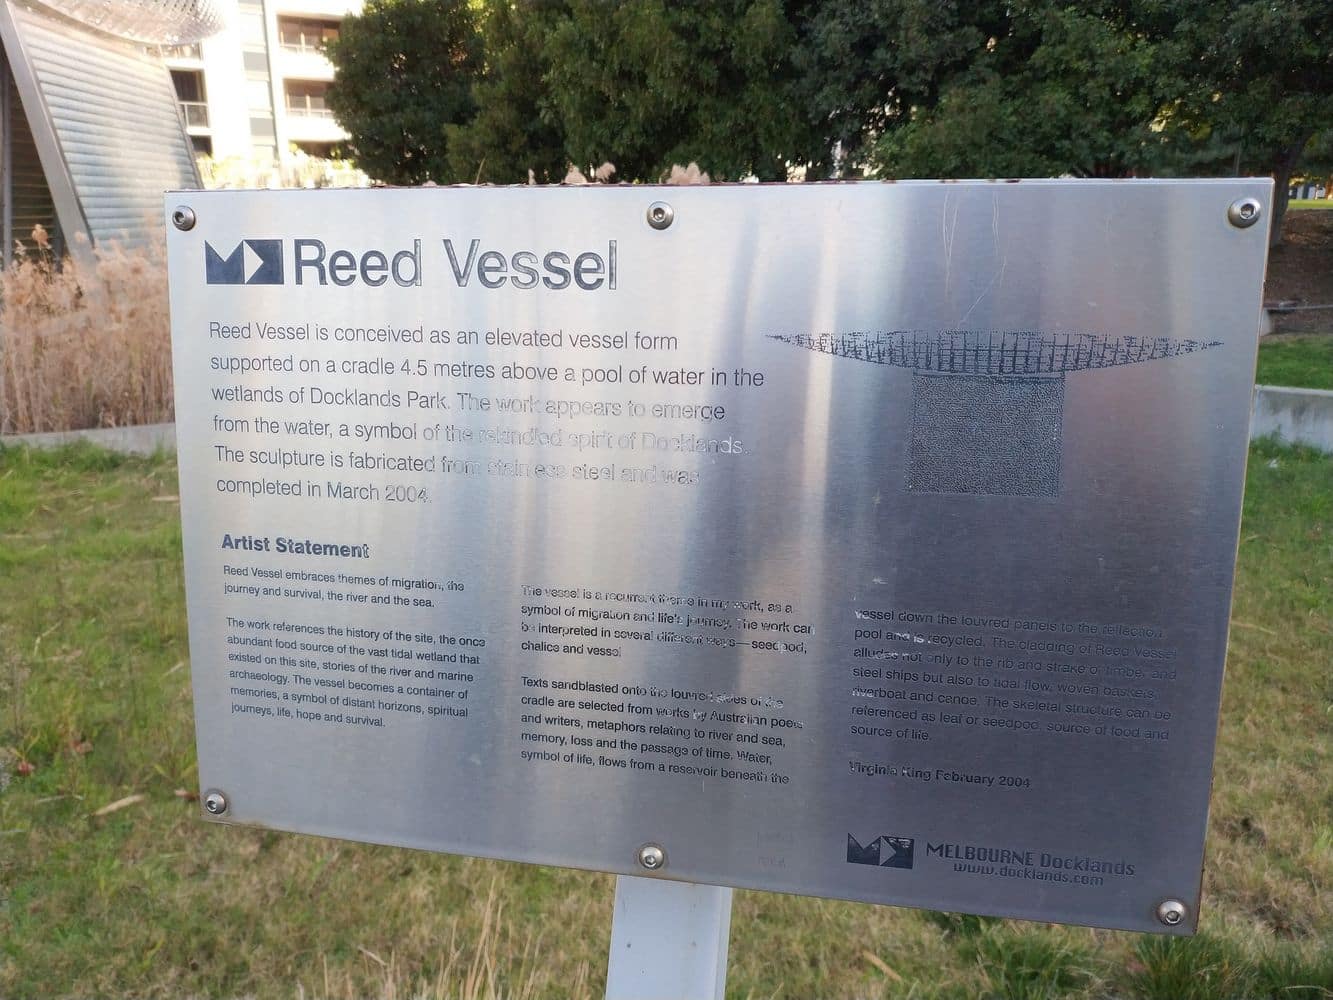 Reed Vessel
Reed Vessel is conceived as an elevated vessel form
supported on a cradle 4.5 metres above a pool of water in the
wetlands of Docklands Park. The work appears to emerge
from the water, a symbol of the rekindled spirit of Docklands.
The sculpture is fabricated from stainless steel and was
completed in March 2004.
Artist Statement
Reed Vessel embraces themes of migration, the
journey and survival, the river and the sea.
The work references the history of the site, the once
abundant food source of the vast tidal wetland that
existed on this site, stories of the river and marine
archaeology. The vessel becomes a container of
memories, a symbol of distant horizons, spiritual
journeys, life, hope and survival.
The vessel is a recurrent theme in my work, as a
symbol of migration and life's journey. The work can
be interpreted in several different ways—seedpod,
chalice and vessel
Texts sandblasted onto the louvred sides of the
cradle are selected from works by Australian poets
and writers, metaphors relating to river and sea,
memory, loss and the passage of time. Water,
symbol of life, flows from a reservoir beneath the
vessel down the louvred panels to the reflection
pool and is recycled. The cladding of Reed Vessel
alludes not only to the rib and strake of timber and
steel ships but also to tidal flow, woven baskets,
riverboat and canoe. The skeletal structure can be
referenced as leaf or seedpod, source of food and
source of life.
Virginia King February 2004
MELBOURNE Docklands
www.docklands.com